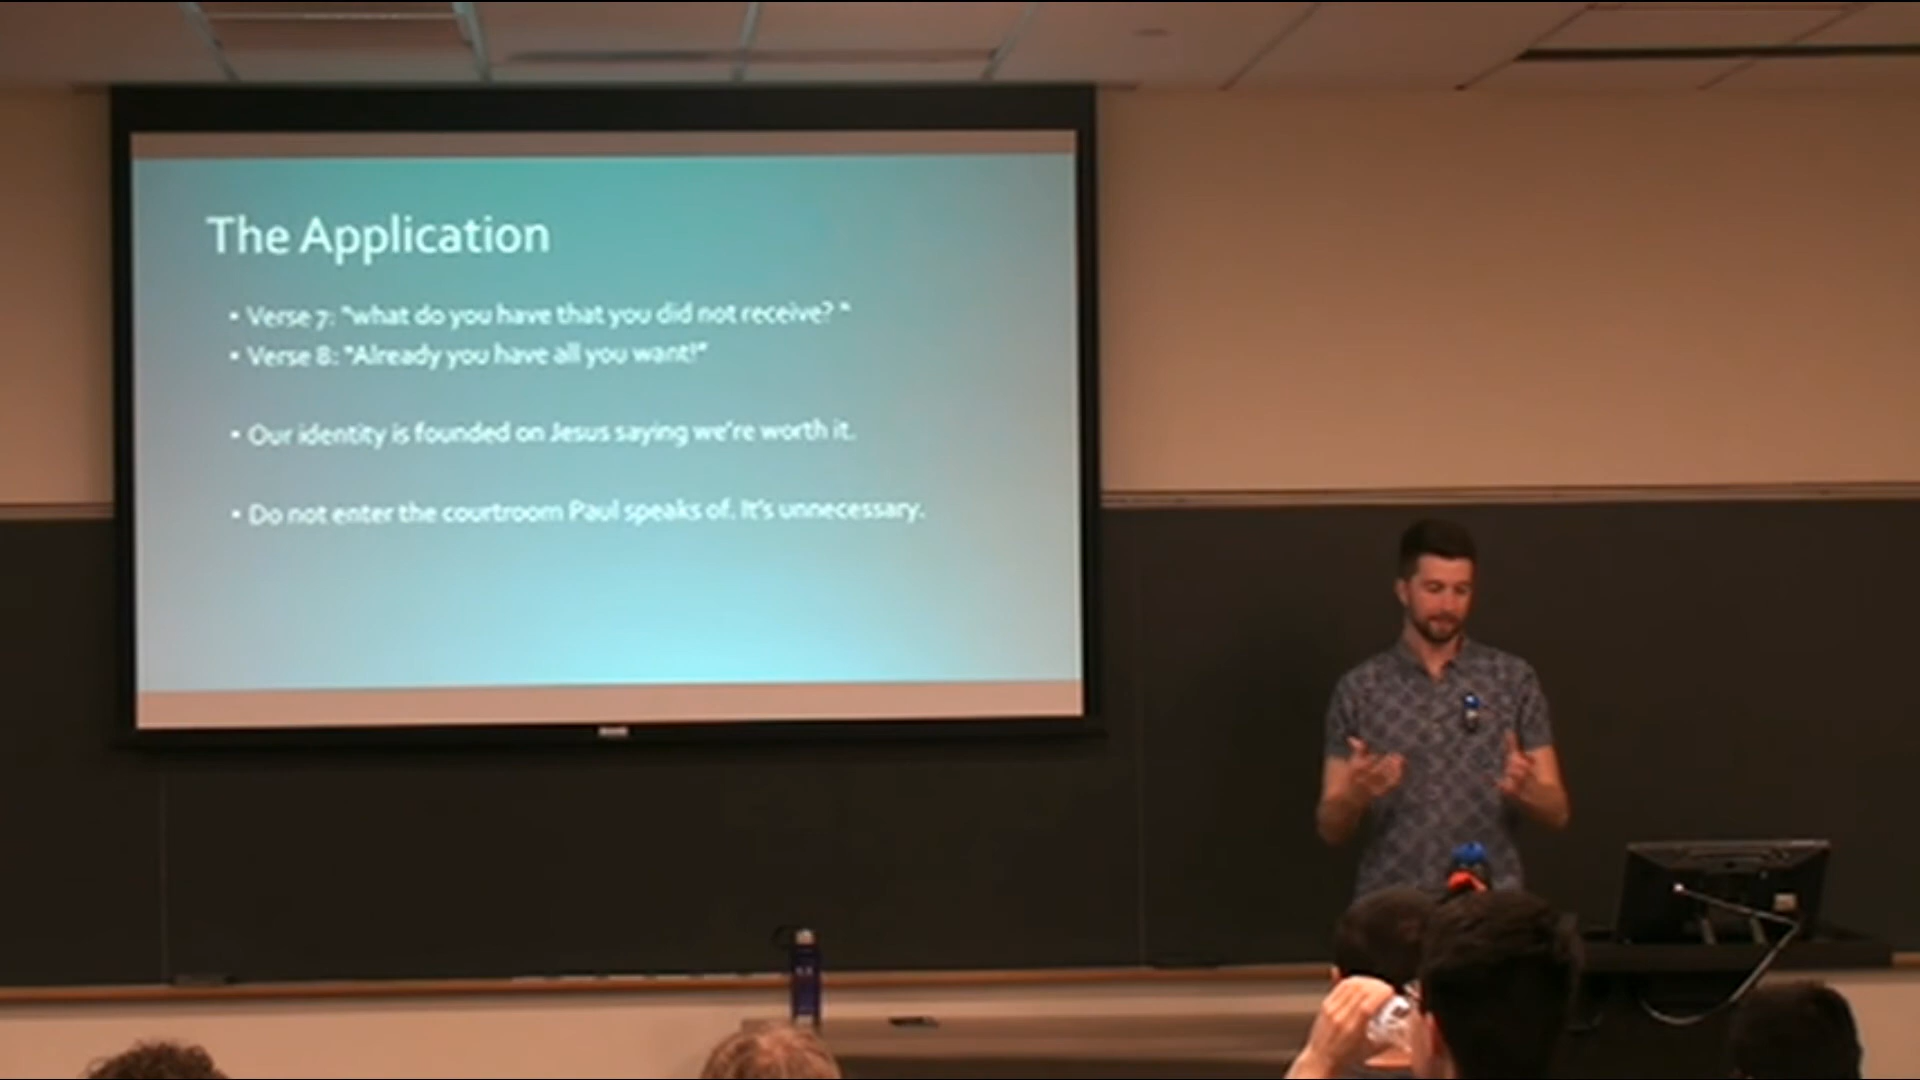 The Application
• Verse 7: "what do you have that you did not receive? "
• Verse 8: "Already you have all you want!"
• Our identity is founded on Jesus saying we're worth it.
• Do not enter the courtroom Paul speaks of. It's unnecessary.